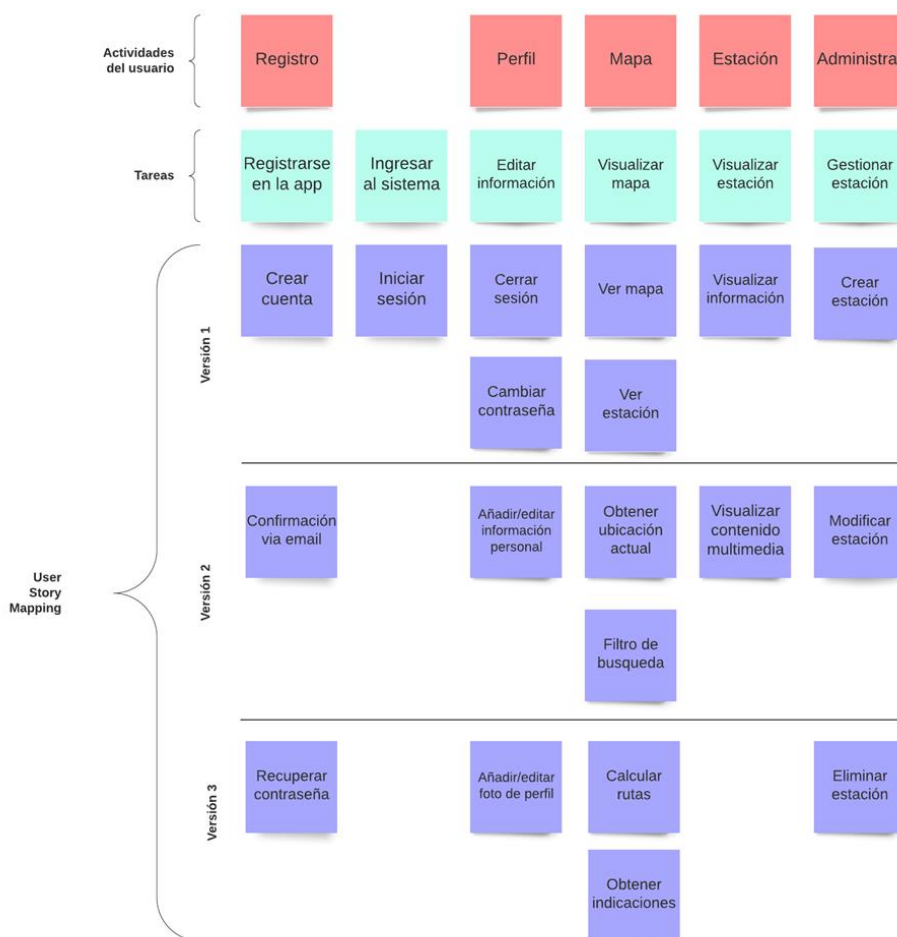 Actividades
del usuario
Registro
Perfil
Mapa
Estación
Administra
Tareas
Registrarse
en la app
Ingresar
al sistema
Editar
información
Visualizar
mapa
Visualizar
estación
Gestionar
estación
User
Story
Mapping
Versión 1
Crear
cuenta
Iniciar
sesión
Cerrar
sesión
Ver mapa
Visualizar
información
Crear
estación
Cambiar
contraseña
Ver
estación
Versión 2
Confirmación
via email
Añadir/editar
información
personal
Obtener
ubicación
actual
Visualizar
contenido
multimedia
Modificar
estación
Filtro de
busqueda
Versión 3
Recuperar
contraseña
Añadir/editar
foto de perfil
Calcular
rutas
Eliminar
estación
Obtener
indicaciones